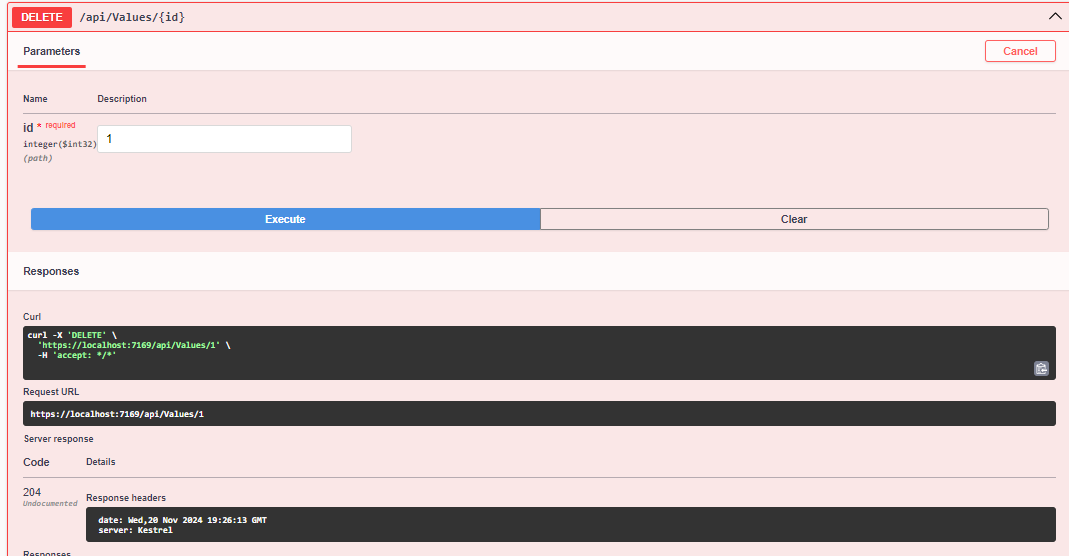 DELETE /api/Values/{id}
Parameters
Cancel
Name Description
id * required
integer($int32)
(path)
1
Execute Clear
Responses
Curl
curl -X 'DELETE' \
'https://localhost:7169/api/Values/1' \
-H 'accept: */*'
Request URL
https://localhost:7169/api/Values/1
Server response
Code Details
204
Undocumented
Response headers
date: Wed,20 Nov 2024 19:26:13 GMT
server: Kestrel
Responses